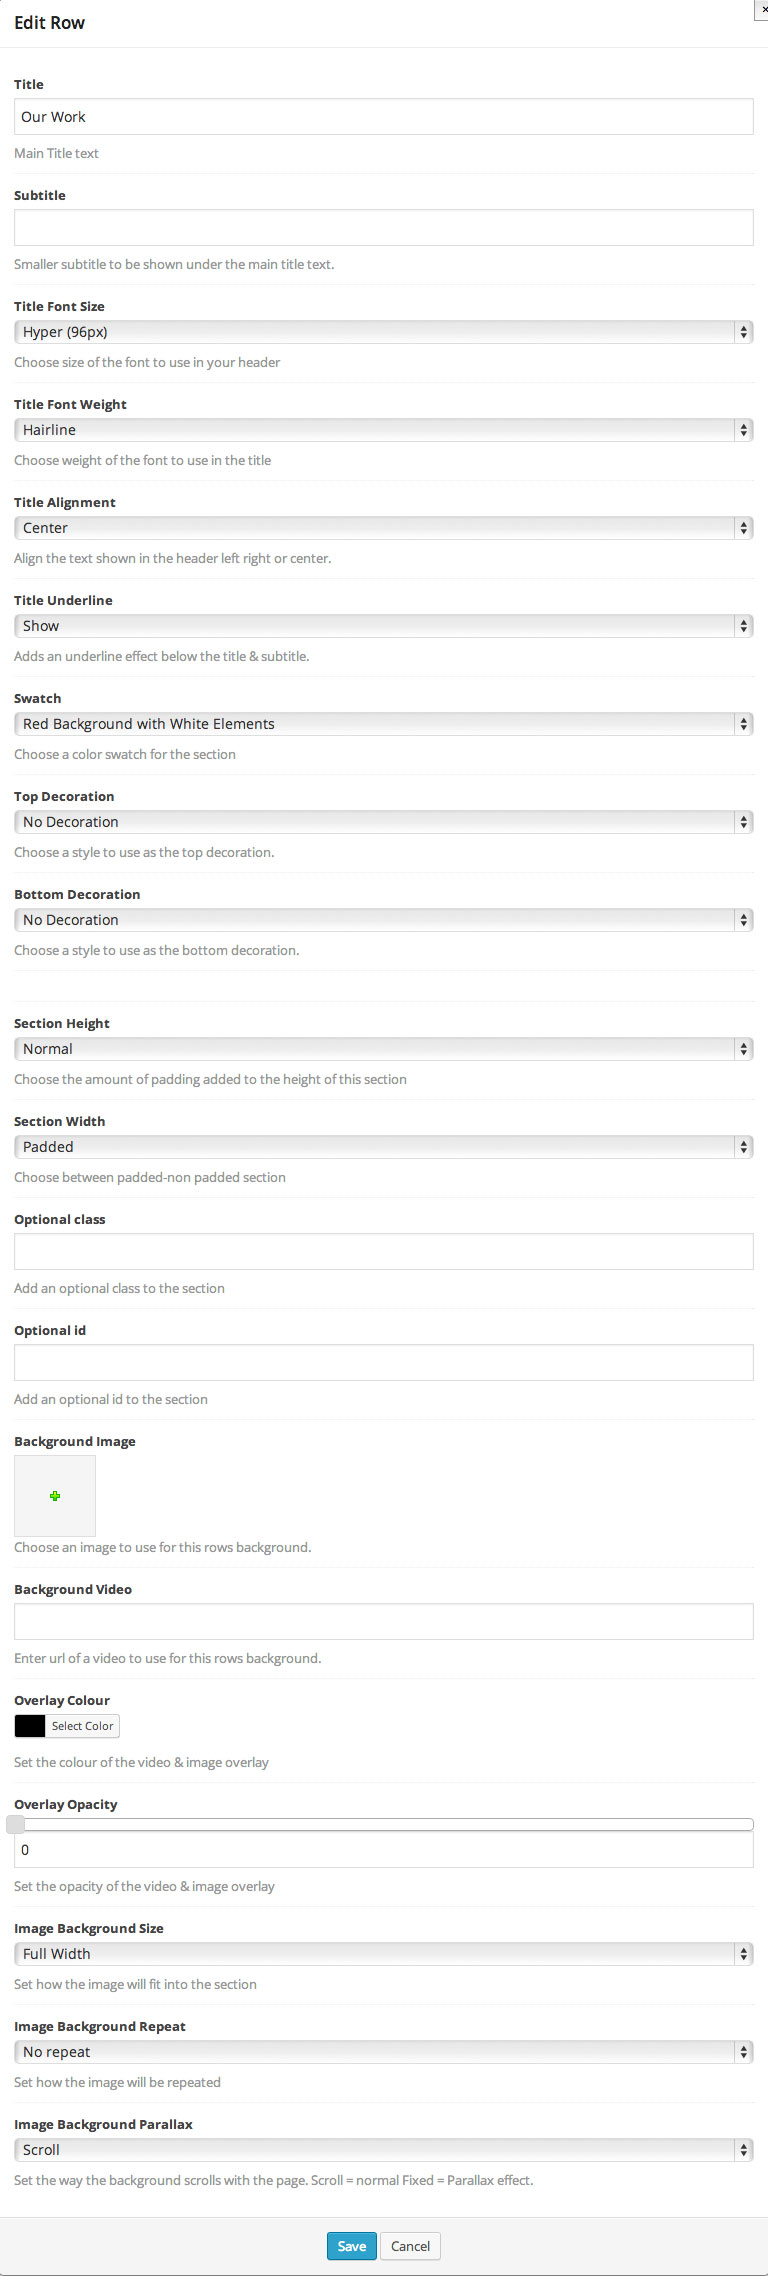 Edit Row
Title
Our Work
Main Title text
Subtitle
Smaller subtitle to be shown under the main title text.
Title Font Size
Hyper (96px)
Choose size of the font to use in your header
Title Font Weight
Hairline
Choose weight of the font to use in the title
Title Alignment
Center
Align the text shown in the header left right or center.
Title Underline
Show
Adds an underline effect below the title & subtitle.
Swatch
Red Background with White Elements
Choose a color swatch for the section
Top Decoration
No Decoration
Choose a style to use as the top decoration.
Bottom Decoration
No Decoration
Choose a style to use as the bottom decoration.
Section Height
Normal
Choose the amount of padding added to the height of this section
Section Width
Padded
Choose between padded-non padded section
Optional class
Add an optional class to the section
Optional id
Add an optional id to the section
Background Image
Choose an image to use for this rows background.
Background Video
Enter url of a video to use for this rows background.
Overlay Colour
Select Color
Set the colour of the video & image overlay
Overlay Opacity
0
Set the opacity of the video & image overlay
Image Background Size
Full Width
Set how the image will fit into the section
Image Background Repeat
No repeat
Set how the image will be repeated
Image Background Parallax
Scroll
Set the way the background scrolls with the page. Scroll = normal Fixed = Parallax effect.
Save Cancel